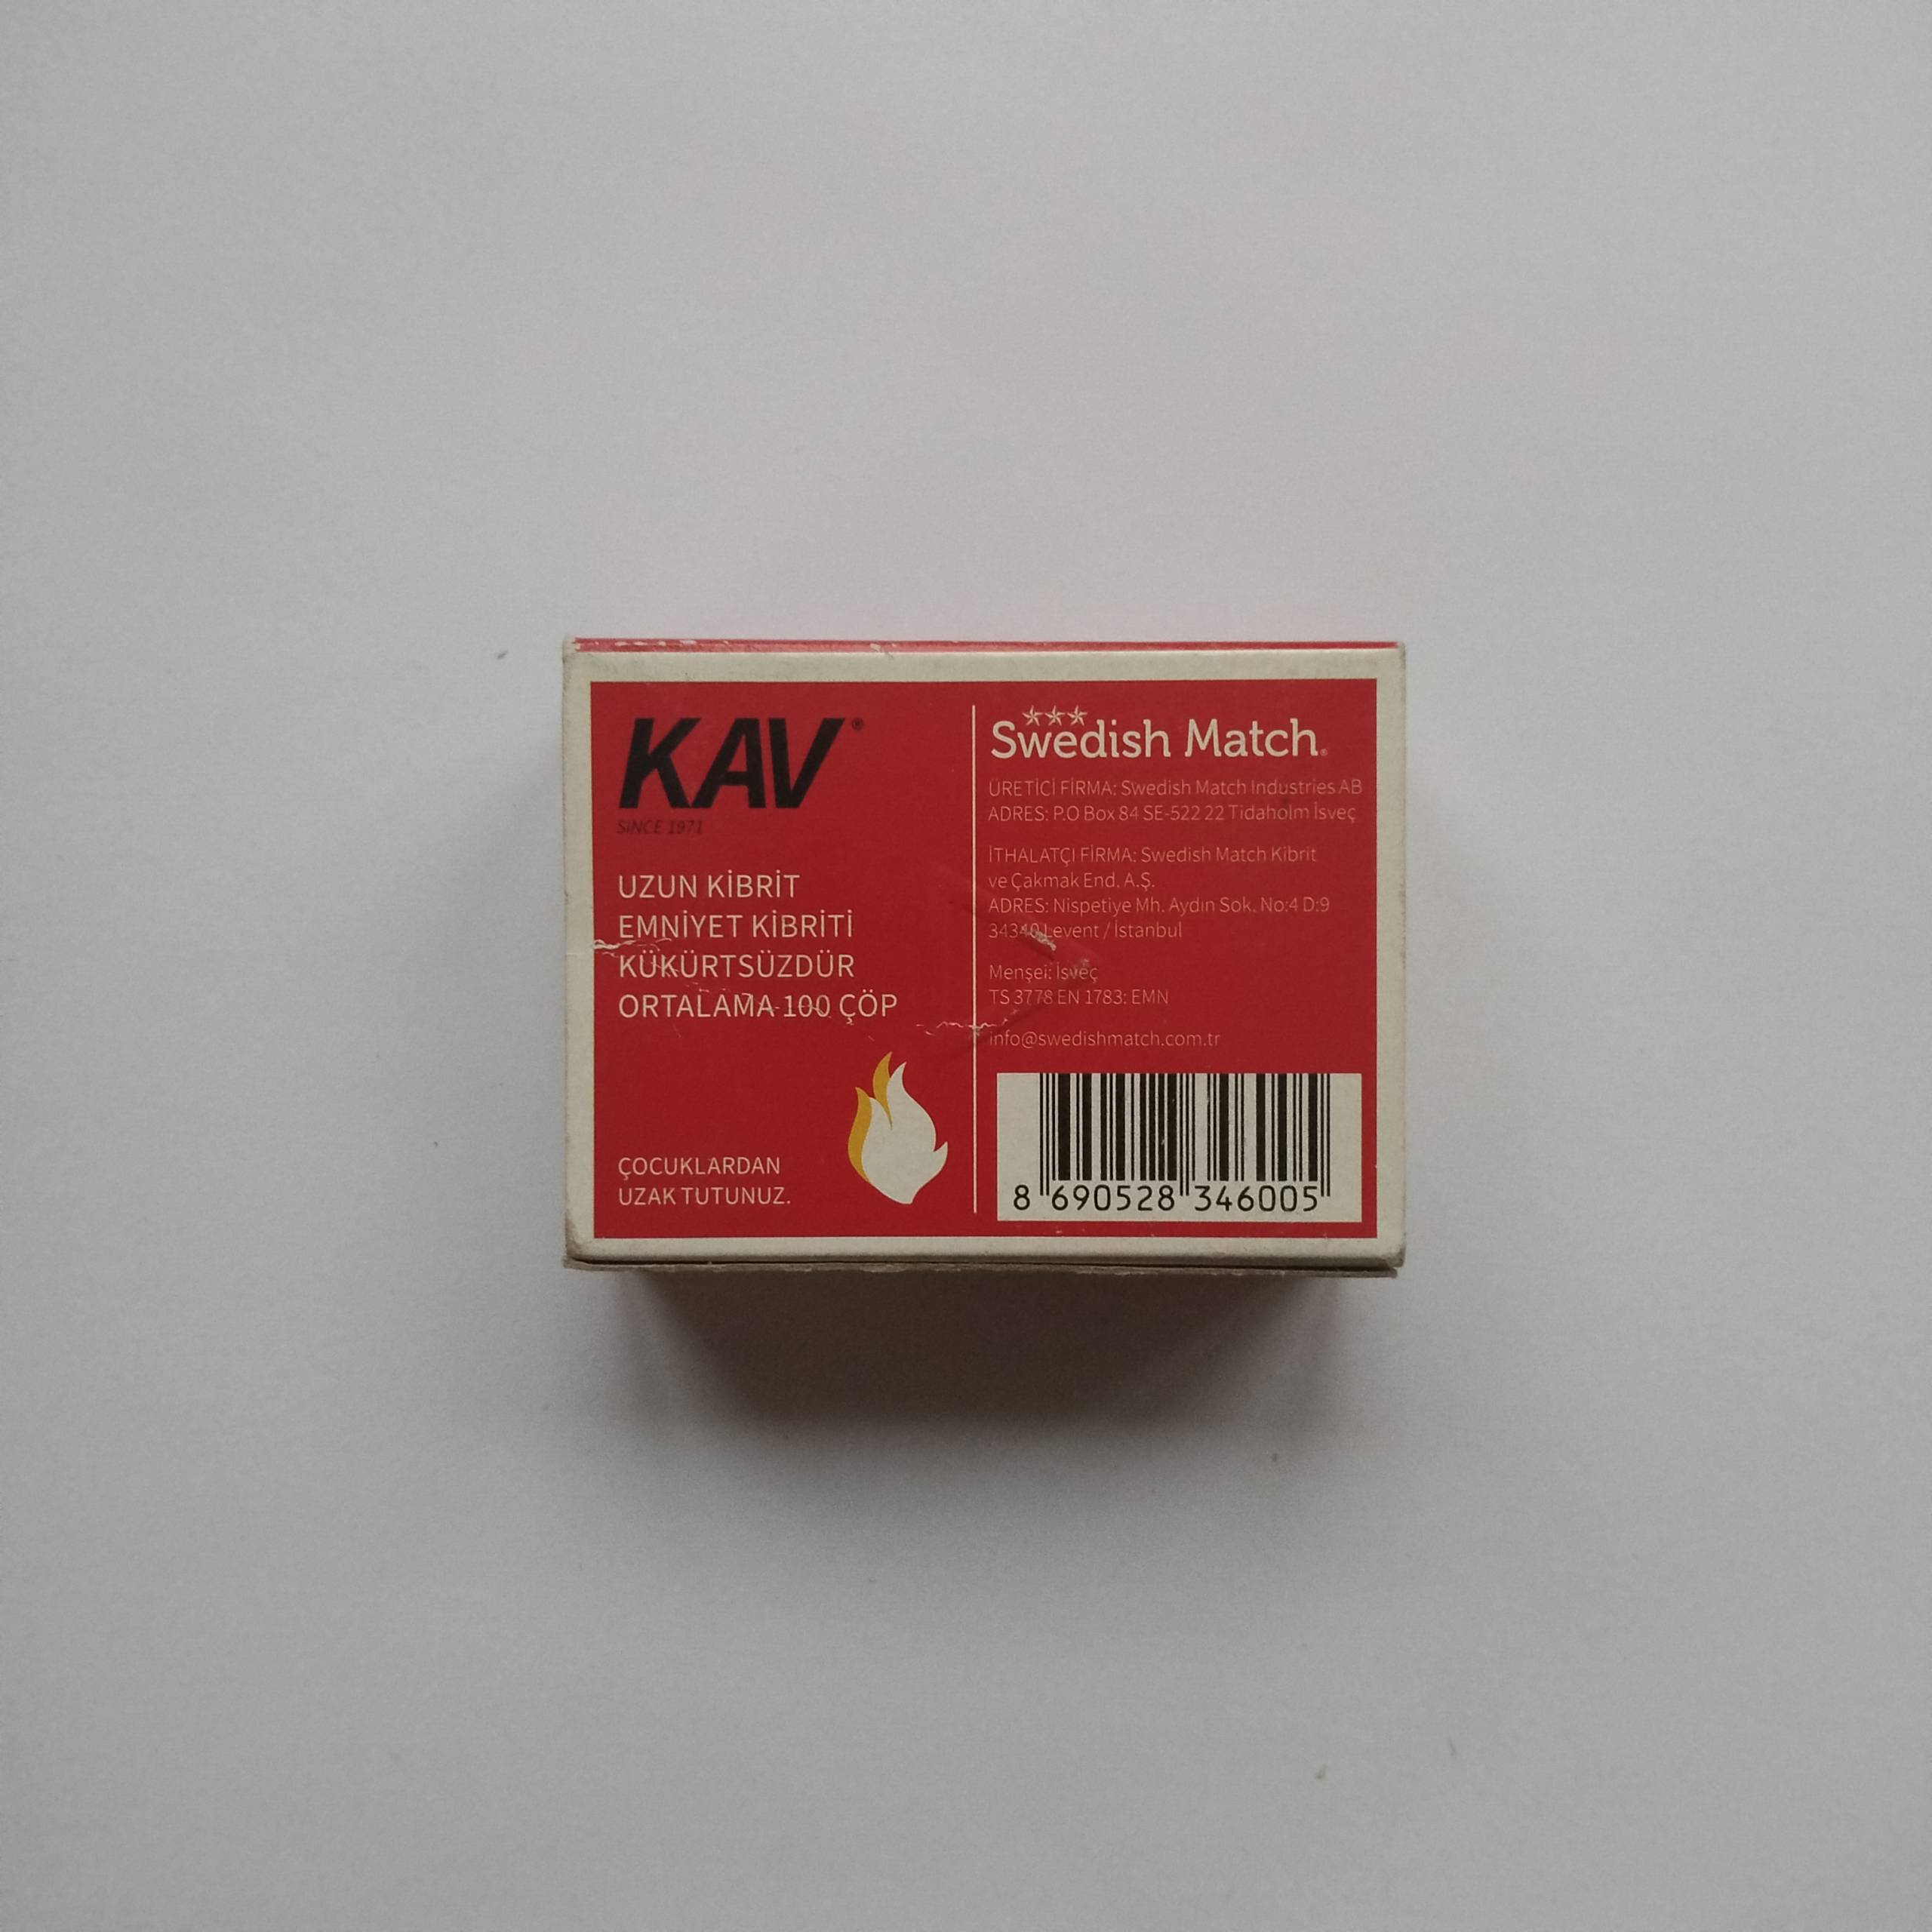 KAV®
SINCE 1971
UZUN KİBRİT
EMNİYET KİBRİTİ
KÜKÜRTSÜZDÜR
ORTALAMA 100 ÇÖP
ÇOCUKLARDAN
UZAK TUTUNUZ.
Swedish Match®
ÜRETİCİ FİRMA: Swedish Match Industries AB
ADRES: P.O Box 84 SE-522 22 Tidaholm İsveç
İTHALATÇI FİRMA: Swedish Match Kibrit
ve Çakmak End. A.Ş.
ADRES: Nispetiye Mh. Aydın Sok. No:4 D:9
34340 Levent / İstanbul
Menşei: İsveç
TS 3778 EN 1783: EMN
info@swedishmatch.com.tr
8 690528 346005